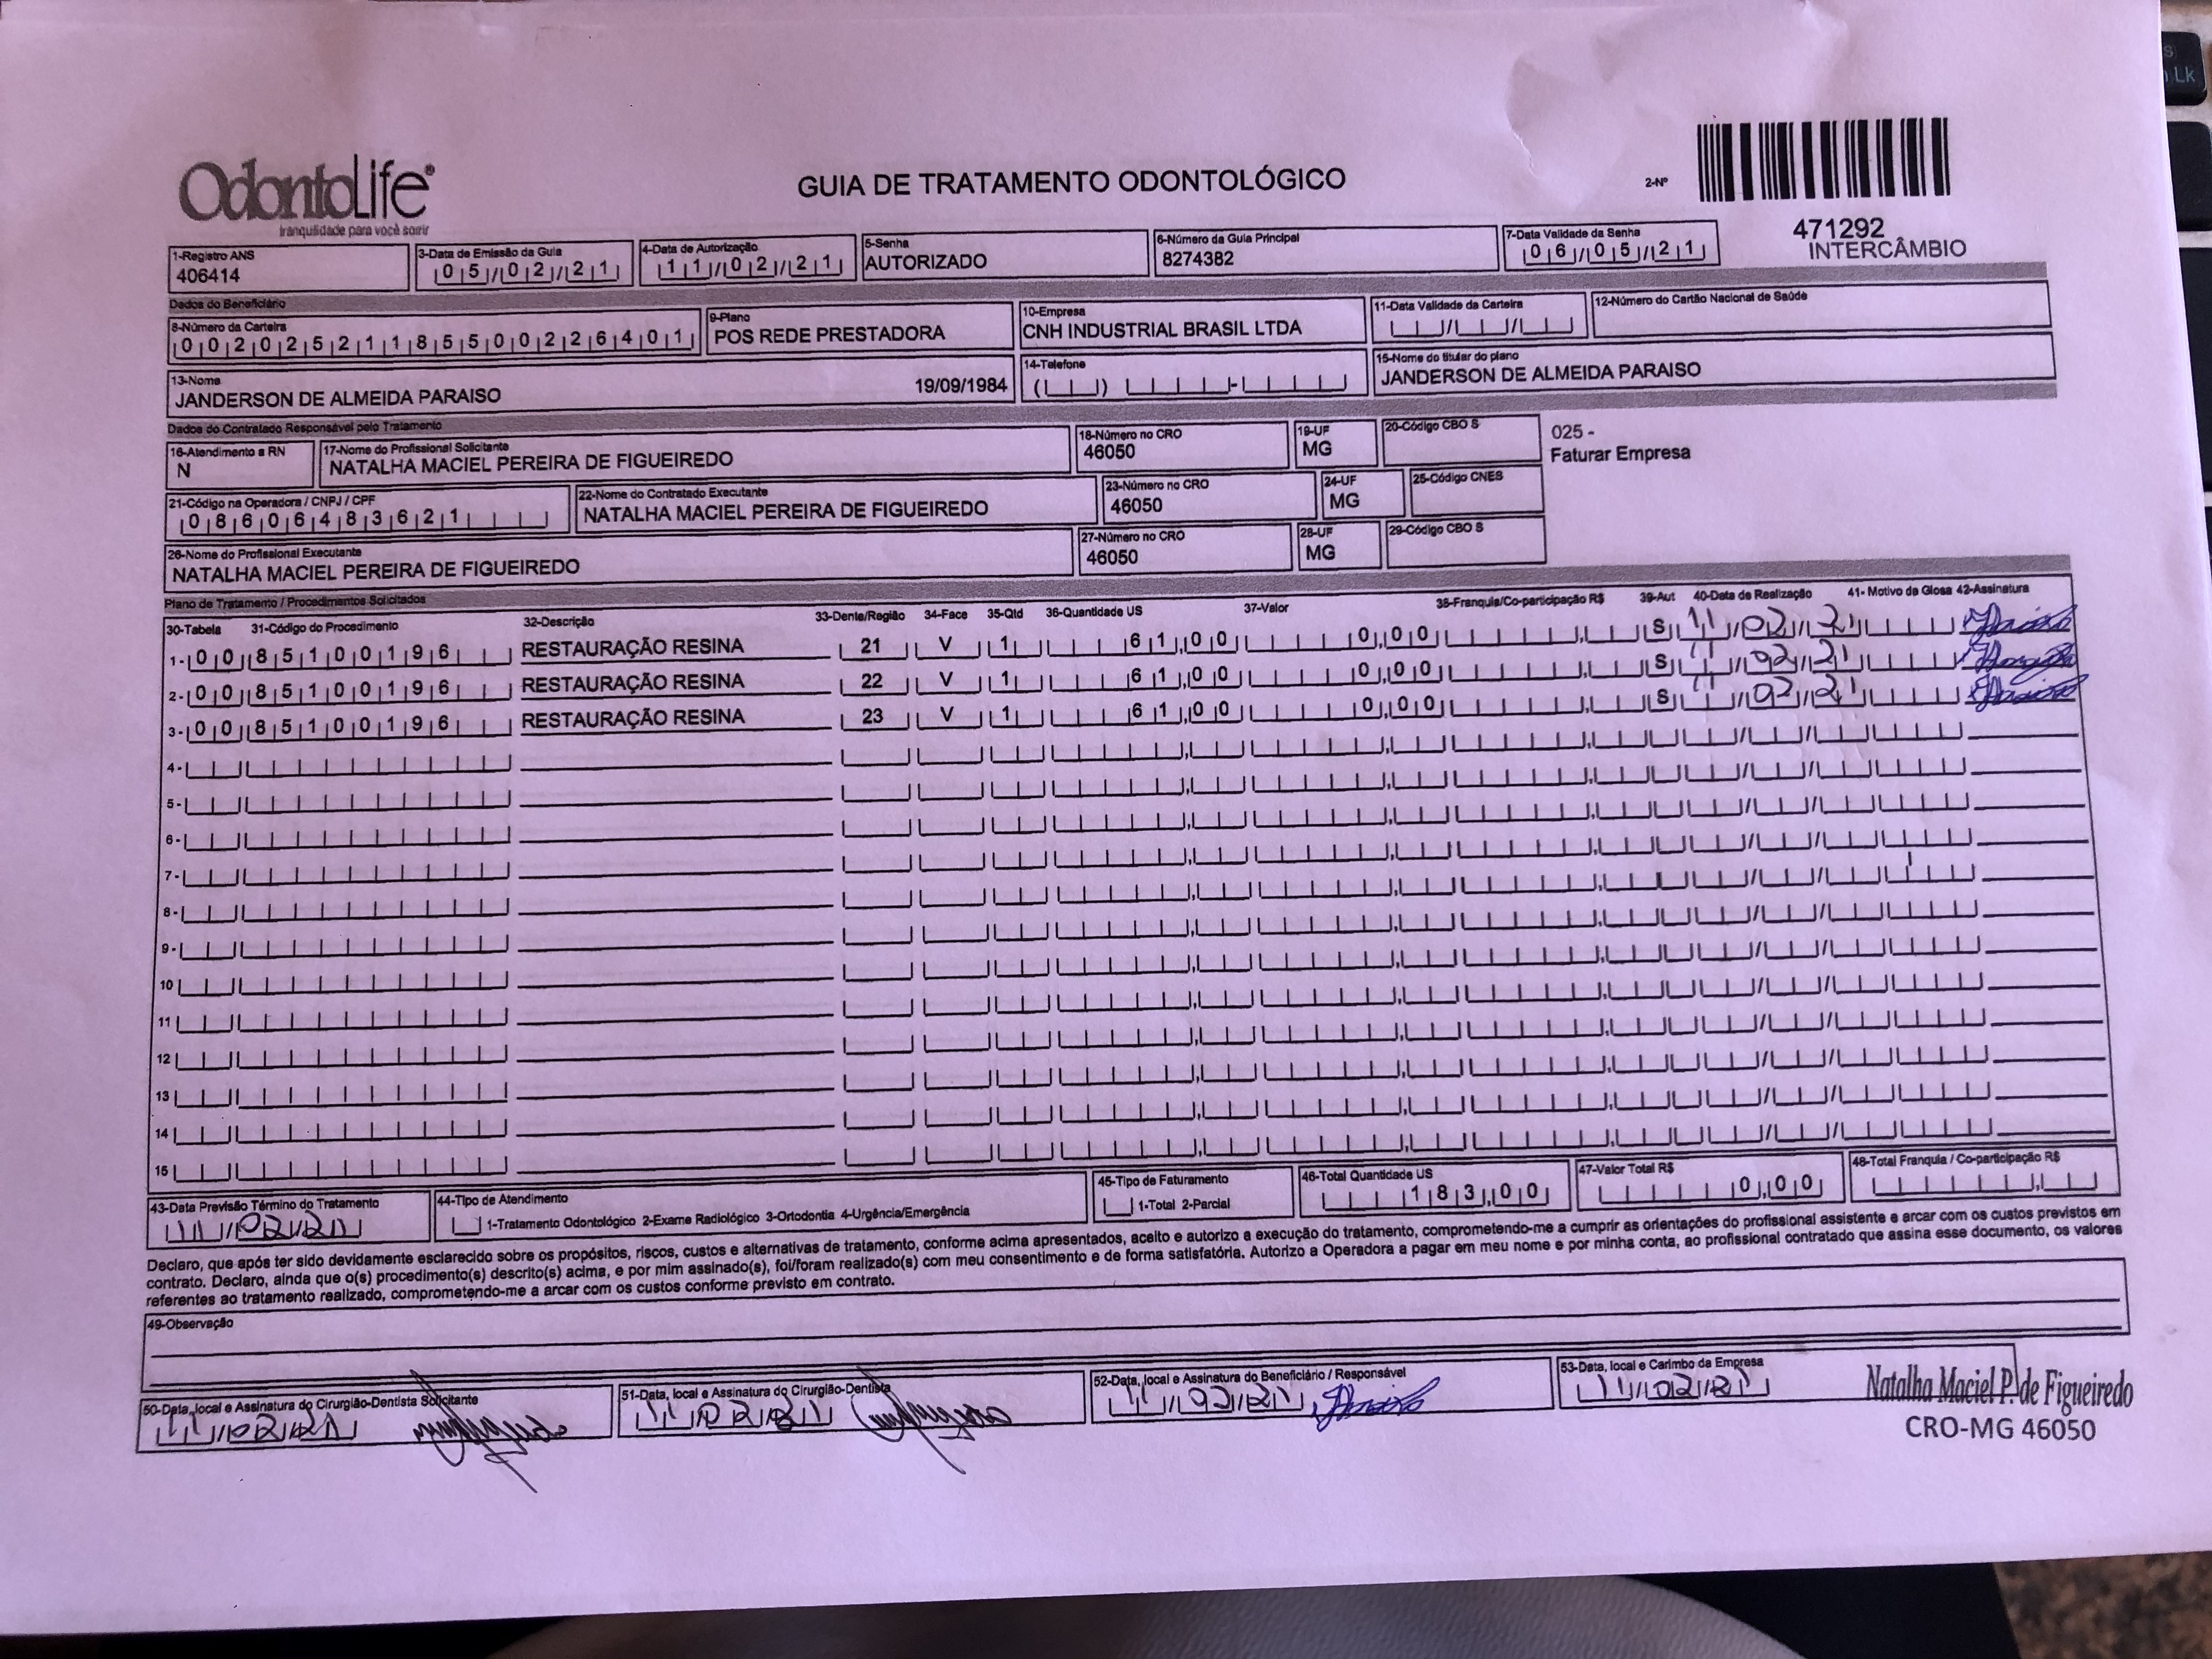 OdontoLife®
tranquilidade para você sorrir
GUIA DE TRATAMENTO ODONTOLÓGICO
2-Nº
471292
INTERCÂMBIO
1-Registro ANS
406414
3-Data de Emissão da Guia
05/02/21
4-Data de Autorização
11/02/21
5-Senha
AUTORIZADO
6-Número da Guia Principal
8274382
7-Data Validade da Senha
06/05/21
Dados do Beneficiário
8-Número da Carteira
00202521185500226401
9-Plano
POS REDE PRESTADORA
10-Empresa
CNH INDUSTRIAL BRASIL LTDA
11-Data Validade da Carteira
12-Número do Cartão Nacional de Saúde
13-Nome
JANDERSON DE ALMEIDA PARAISO 19/09/1984
14-Telefone
15-Nome do titular do plano
JANDERSON DE ALMEIDA PARAISO
Dados do Contratado Responsável pelo Tratamento
16-Atendimento a RN
N
17-Nome do Profissional Solicitante
NATALHA MACIEL PEREIRA DE FIGUEIREDO
18-Número no CRO
46050
19-UF
MG
20-Código CBO S
025 -
Faturar Empresa
21-Código na Operadora / CNPJ / CPF
08606483621
22-Nome do Contratado Executante
NATALHA MACIEL PEREIRA DE FIGUEIREDO
23-Número no CRO
46050
24-UF
MG
25-Código CNES
26-Nome do Profissional Executante
NATALHA MACIEL PEREIRA DE FIGUEIREDO
27-Número no CRO
46050
28-UF
MG
29-Código CBO S
Plano de Tratamento / Procedimentos Solicitados
30-Tabela 31-Código do Procedimento 32-Descrição 33-Dente/Região 34-Face 35-Qtd 36-Quantidade US 37-Valor 38-Franquia/Co-participação R$ 39-Aut 40-Data de Realização 41- Motivo da Glosa 42-Assinatura
1- 00 85100196 RESTAURAÇÃO RESINA 21 V 1 61,00 0,00 S 11/02/21
2- 00 85100196 RESTAURAÇÃO RESINA 22 V 1 61,00 0,00 S 11/02/21
3- 00 85100196 RESTAURAÇÃO RESINA 23 V 1 61,00 0,00 S 11/02/21
4-
5-
6-
7-
8-
9-
10
11
12
13
14
15
43-Data Previsão Término do Tratamento
11/02/21
44-Tipo de Atendimento
1-Tratamento Odontológico 2-Exame Radiológico 3-Ortodontia 4-Urgência/Emergência
45-Tipo de Faturamento
1-Total 2-Parcial
46-Total Quantidade US
183,00
47-Valor Total R$
0,00
48-Total Franquia / Co-participação R$
Declaro, que após ter sido devidamente esclarecido sobre os propósitos, riscos, custos e alternativas de tratamento, conforme acima apresentados, aceito e autorizo a execução do tratamento, comprometendo-me a cumprir as orientações do profissional assistente e arcar com os custos previstos em
contrato. Declaro, ainda que o(s) procedimento(s) descrito(s) acima, e por mim assinado(s), foi/foram realizado(s) com meu consentimento e de forma satisfatória. Autorizo a Operadora a pagar em meu nome e por minha conta, ao profissional contratado que assina esse documento, os valores
referentes ao tratamento realizado, comprometendo-me a arcar com os custos conforme previsto em contrato.
49-Observação
50-Data, local e Assinatura do Cirurgião-Dentista Solicitante
11/02/21
51-Data, local e Assinatura do Cirurgião-Dentista
11/02/21
52-Data, local e Assinatura do Beneficiário / Responsável
11/02/21
53-Data, local e Carimbo da Empresa
11/02/21
Natalha Maciel P. de Figueiredo
CRO-MG 46050